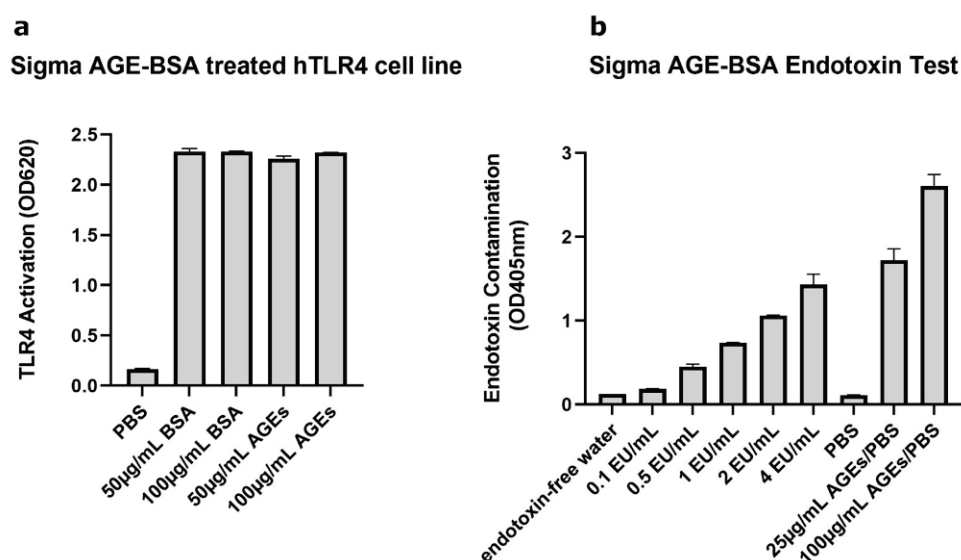 a
Sigma AGE-BSA treated hTLR4 cell line
TLR4 Activation (OD620)
2.5
2.0
1.5
1.0
0.5
0.0
PBS
50µg/mL BSA
100µg/mL BSA
50µg/mL AGEs
100µg/mL AGEs
b
Sigma AGE-BSA Endotoxin Test
Endotoxin Contamination
(OD405nm)
3
2
1
0
endotoxin-free water
0.1 EU/mL
0.5 EU/mL
1 EU/mL
2 EU/mL
4 EU/mL
PBS
25µg/mL AGEs/PBS
100µg/mL AGEs/PBS